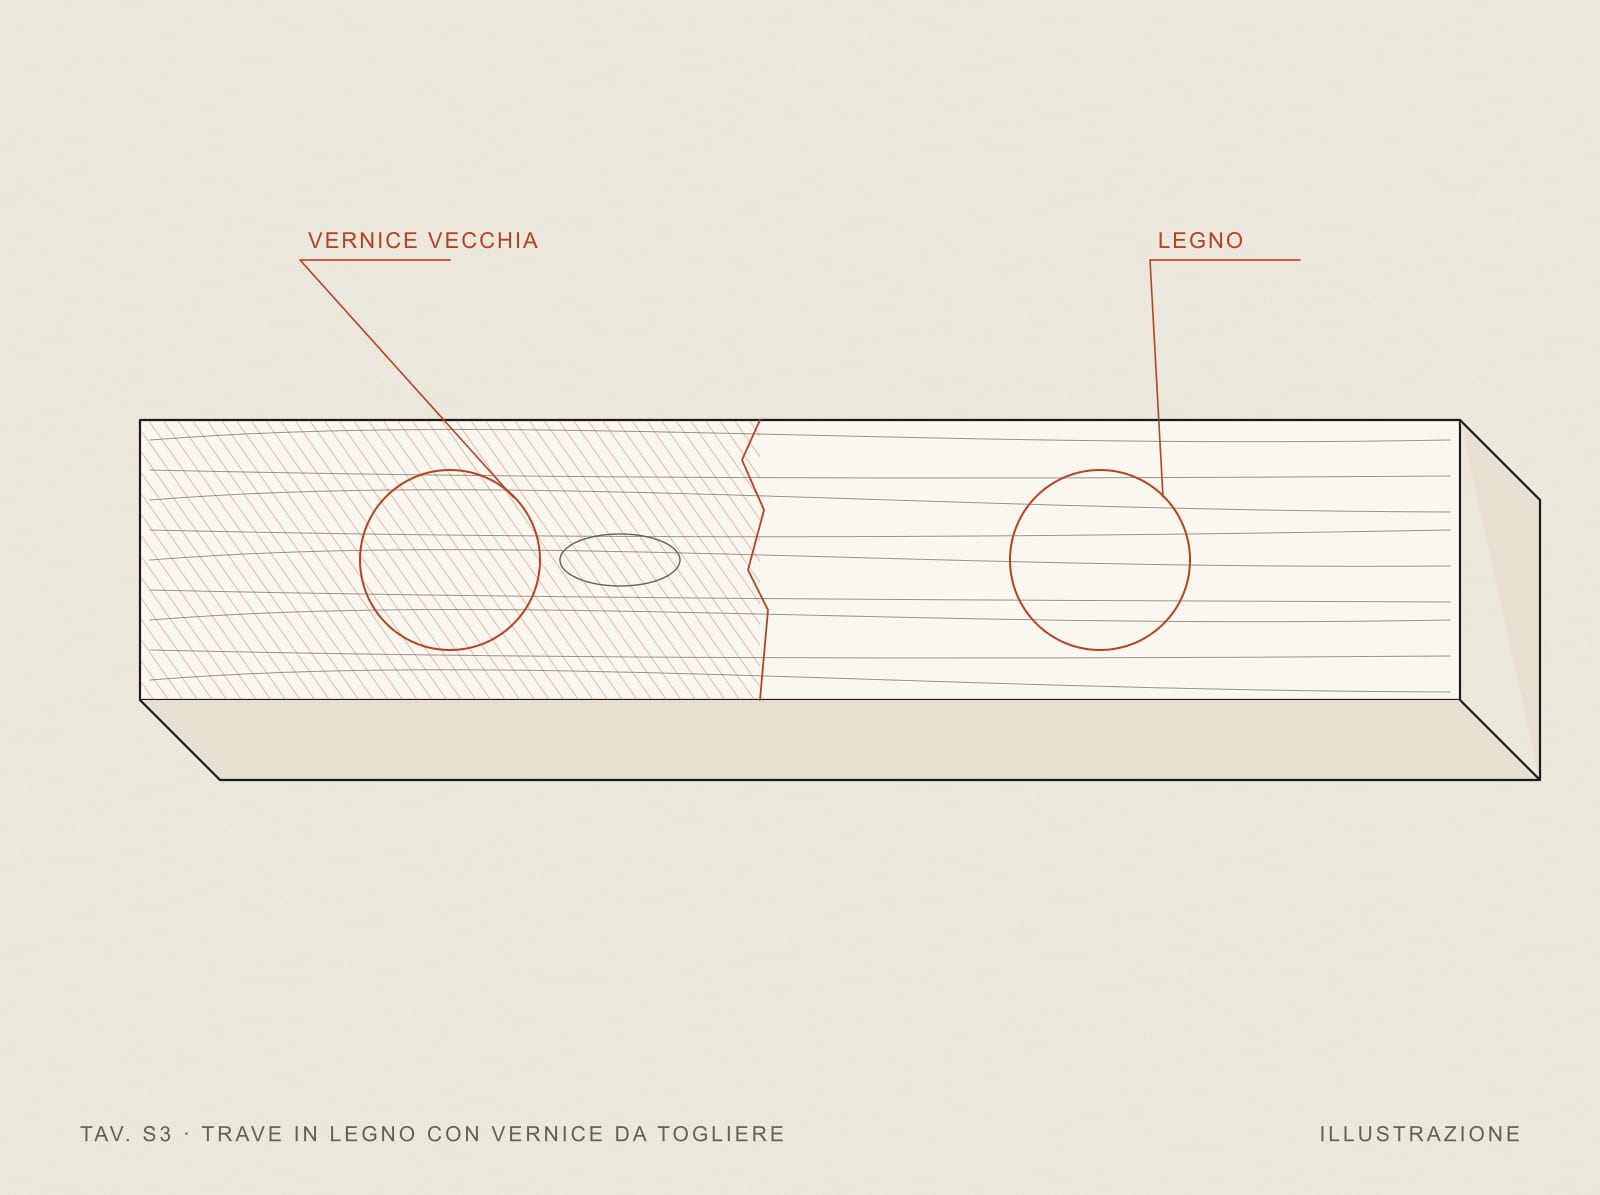 VERNICE VECCHIA
LEGNO
TAV. S3 · TRAVE IN LEGNO CON VERNICE DA TOGLIERE
ILLUSTRAZIONE